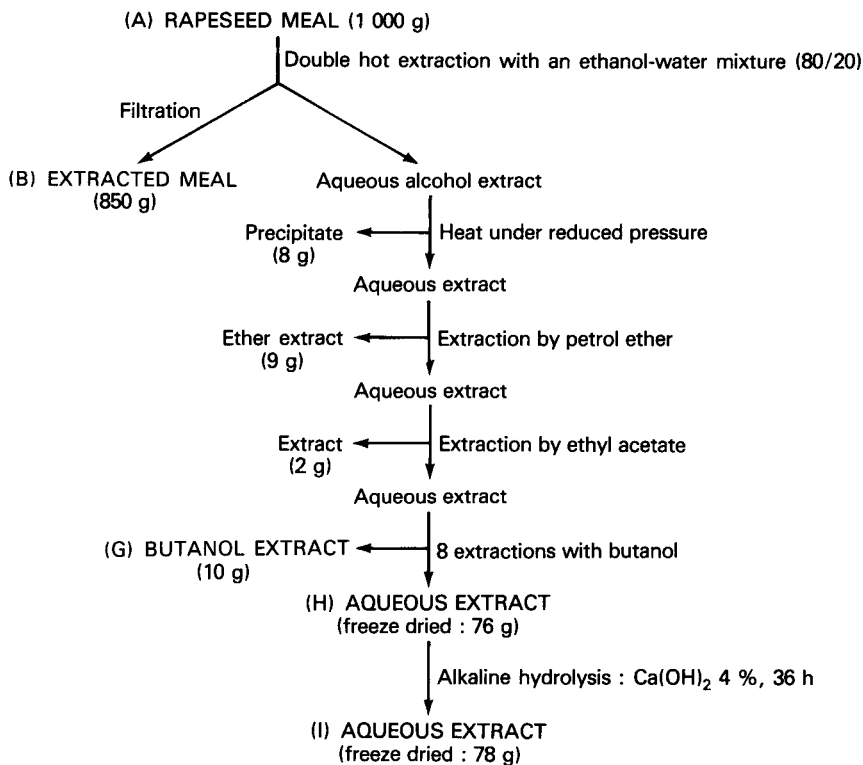 (A) RAPESEED MEAL (1 000 g)
Double hot extraction with an ethanol-water mixture (80/20)
Filtration
(B) EXTRACTED MEAL
(850 g)
Aqueous alcohol extract
Precipitate
(8 g)
Heat under reduced pressure
Aqueous extract
Ether extract
(9 g)
Extraction by petrol ether
Aqueous extract
Extract
(2 g)
Extraction by ethyl acetate
Aqueous extract
(G) BUTANOL EXTRACT
(10 g)
8 extractions with butanol
(H) AQUEOUS EXTRACT
(freeze dried : 76 g)
Alkaline hydrolysis : Ca(OH)₂ 4 %, 36 h
(I) AQUEOUS EXTRACT
(freeze dried : 78 g)